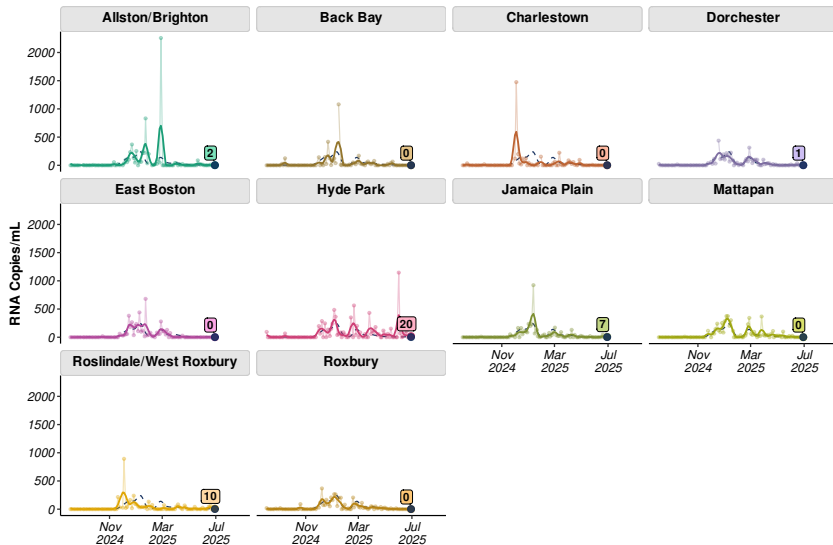 Allston/Brighton
Back Bay
Charlestown
Dorchester
2000
1500
1000
500
0
2
0
0
1
East Boston
Hyde Park
Jamaica Plain
Mattapan
RNA Copies/mL
2000
1500
1000
500
0
0
20
7
0
Nov
2024
Mar
2025
Jul
2025
Nov
2024
Mar
2025
Jul
2025
Roslindale/West Roxbury
Roxbury
2000
1500
1000
500
0
10
0
Nov
2024
Mar
2025
Jul
2025
Nov
2024
Mar
2025
Jul
2025